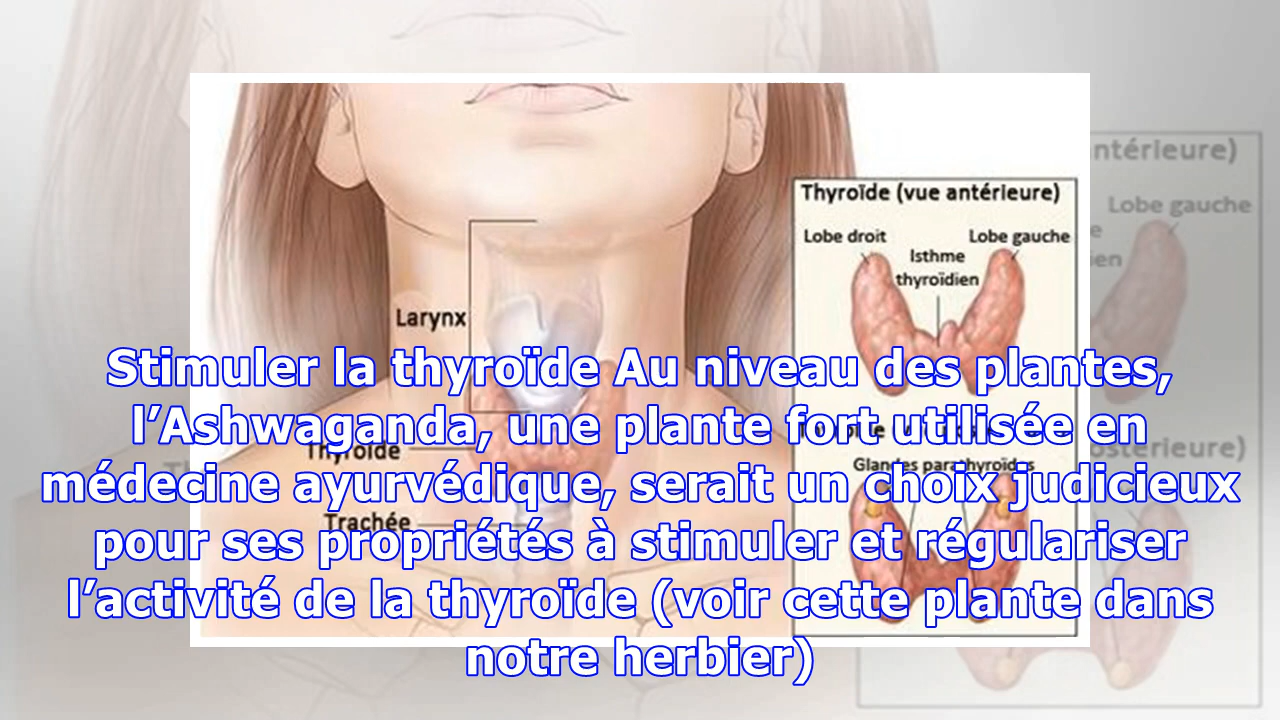 Thyroïde (vue antérieure)
Lobe droit
Lobe gauche
Isthme
thyroïdien
Larynx
Thyroïde
Trachée
Glandes parathyroïdes
ntérieure)
Lobe gauche
Stimuler la thyroïde Au niveau des plantes,
l’Ashwaganda, une plante fort utilisée en
médecine ayurvédique, serait un choix judicieux
pour ses propriétés à stimuler et régulariser
l’activité de la thyroïde (voir cette plante dans
notre herbier)